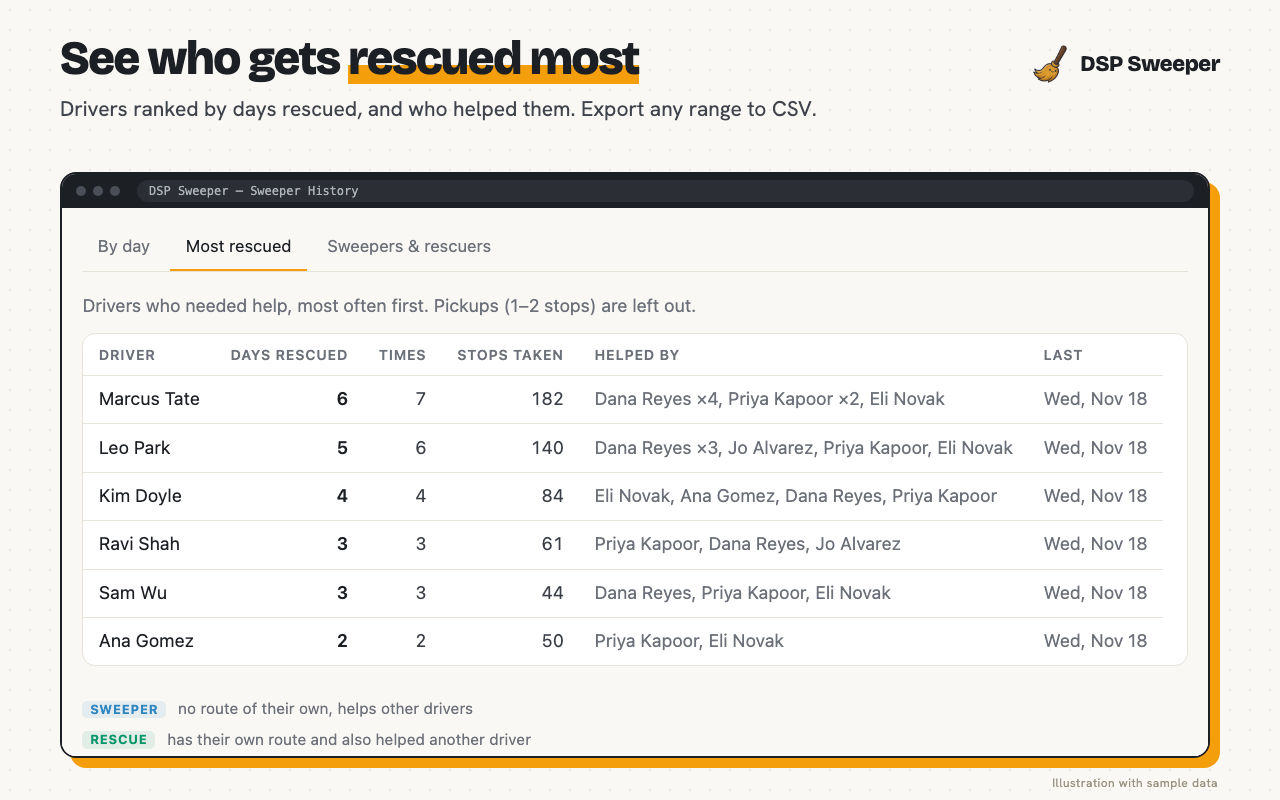 See who gets rescued most
DSP Sweeper
Drivers ranked by days rescued, and who helped them. Export any range to CSV.
DSP Sweeper — Sweeper History
By day Most rescued Sweepers & rescuers
Drivers who needed help, most often first. Pickups (1–2 stops) are left out.
DRIVER DAYS RESCUED TIMES STOPS TAKEN HELPED BY LAST
Marcus Tate 6 7 182 Dana Reyes ×4, Priya Kapoor ×2, Eli Novak Wed, Nov 18
Leo Park 5 6 140 Dana Reyes ×3, Jo Alvarez, Priya Kapoor, Eli Novak Wed, Nov 18
Kim Doyle 4 4 84 Eli Novak, Ana Gomez, Dana Reyes, Priya Kapoor Wed, Nov 18
Ravi Shah 3 3 61 Priya Kapoor, Dana Reyes, Jo Alvarez Wed, Nov 18
Sam Wu 3 3 44 Dana Reyes, Priya Kapoor, Eli Novak Wed, Nov 18
Ana Gomez 2 2 50 Priya Kapoor, Eli Novak Wed, Nov 18
SWEEPER no route of their own, helps other drivers
RESCUE has their own route and also helped another driver
Illustration with sample data